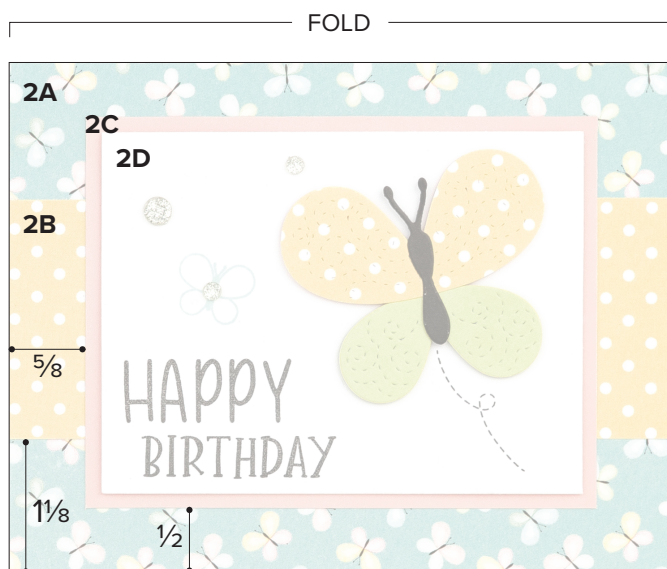 FOLD
2A
2C
2D
2B
⅝
HAPPY
BIRTHDAY
1⅛
½